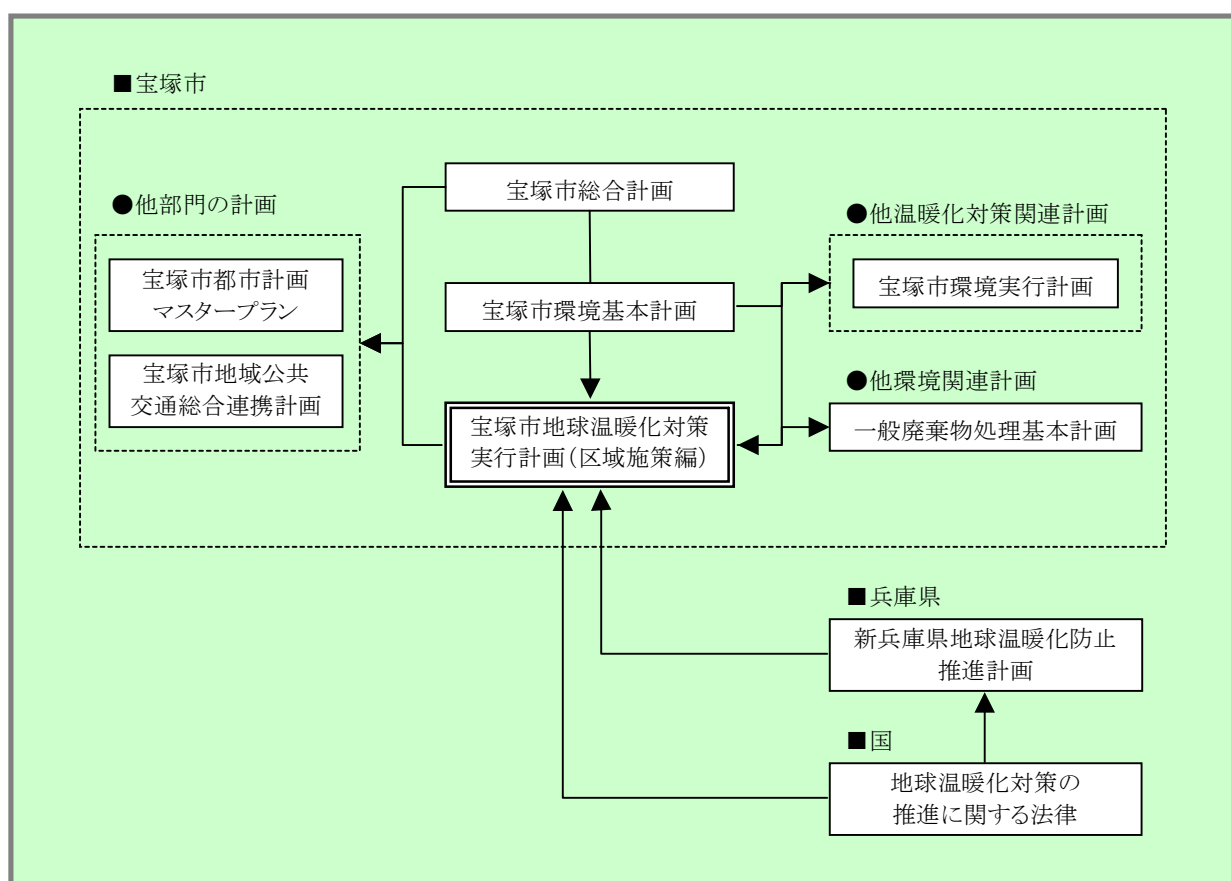 ■宝塚市
宝塚市総合計画
●他部門の計画
●他温暖化対策関連計画
宝塚市都市計画
マスタープラン
宝塚市環境基本計画
宝塚市環境実行計画
宝塚市地域公共
交通総合連携計画
●他環境関連計画
宝塚市地球温暖化対策
実行計画(区域施策編)
一般廃棄物処理基本計画
■兵庫県
新兵庫県地球温暖化防止
推進計画
■国
地球温暖化対策の
推進に関する法律